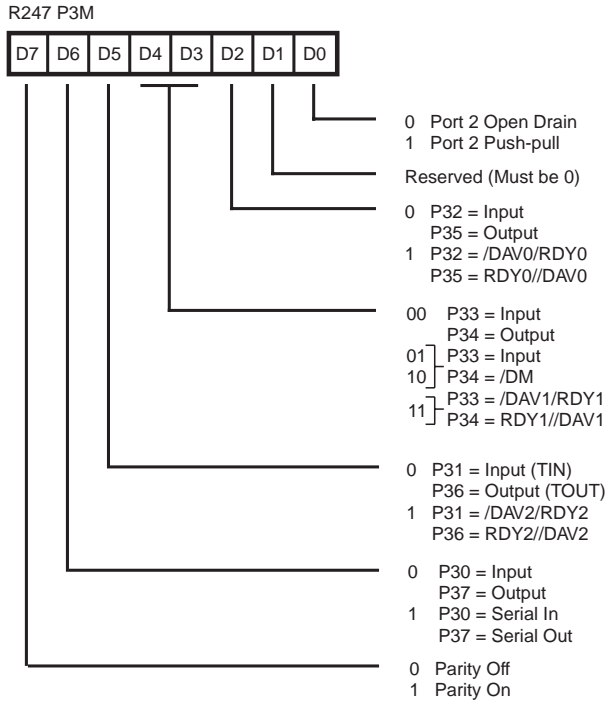 R247 P3M
D7 D6 D5 D4 D3 D2 D1 D0
0 Port 2 Open Drain
1 Port 2 Push-pull
Reserved (Must be 0)
0 P32 = Input
P35 = Output
1 P32 = /DAV0/RDY0
P35 = RDY0//DAV0
00 P33 = Input
P34 = Output
01 P33 = Input
10 P34 = /DM
11 P33 = /DAV1/RDY1
P34 = RDY1//DAV1
0 P31 = Input (TIN)
P36 = Output (TOUT)
1 P31 = /DAV2/RDY2
P36 = RDY2//DAV2
0 P30 = Input
P37 = Output
1 P30 = Serial In
P37 = Serial Out
0 Parity Off
1 Parity On